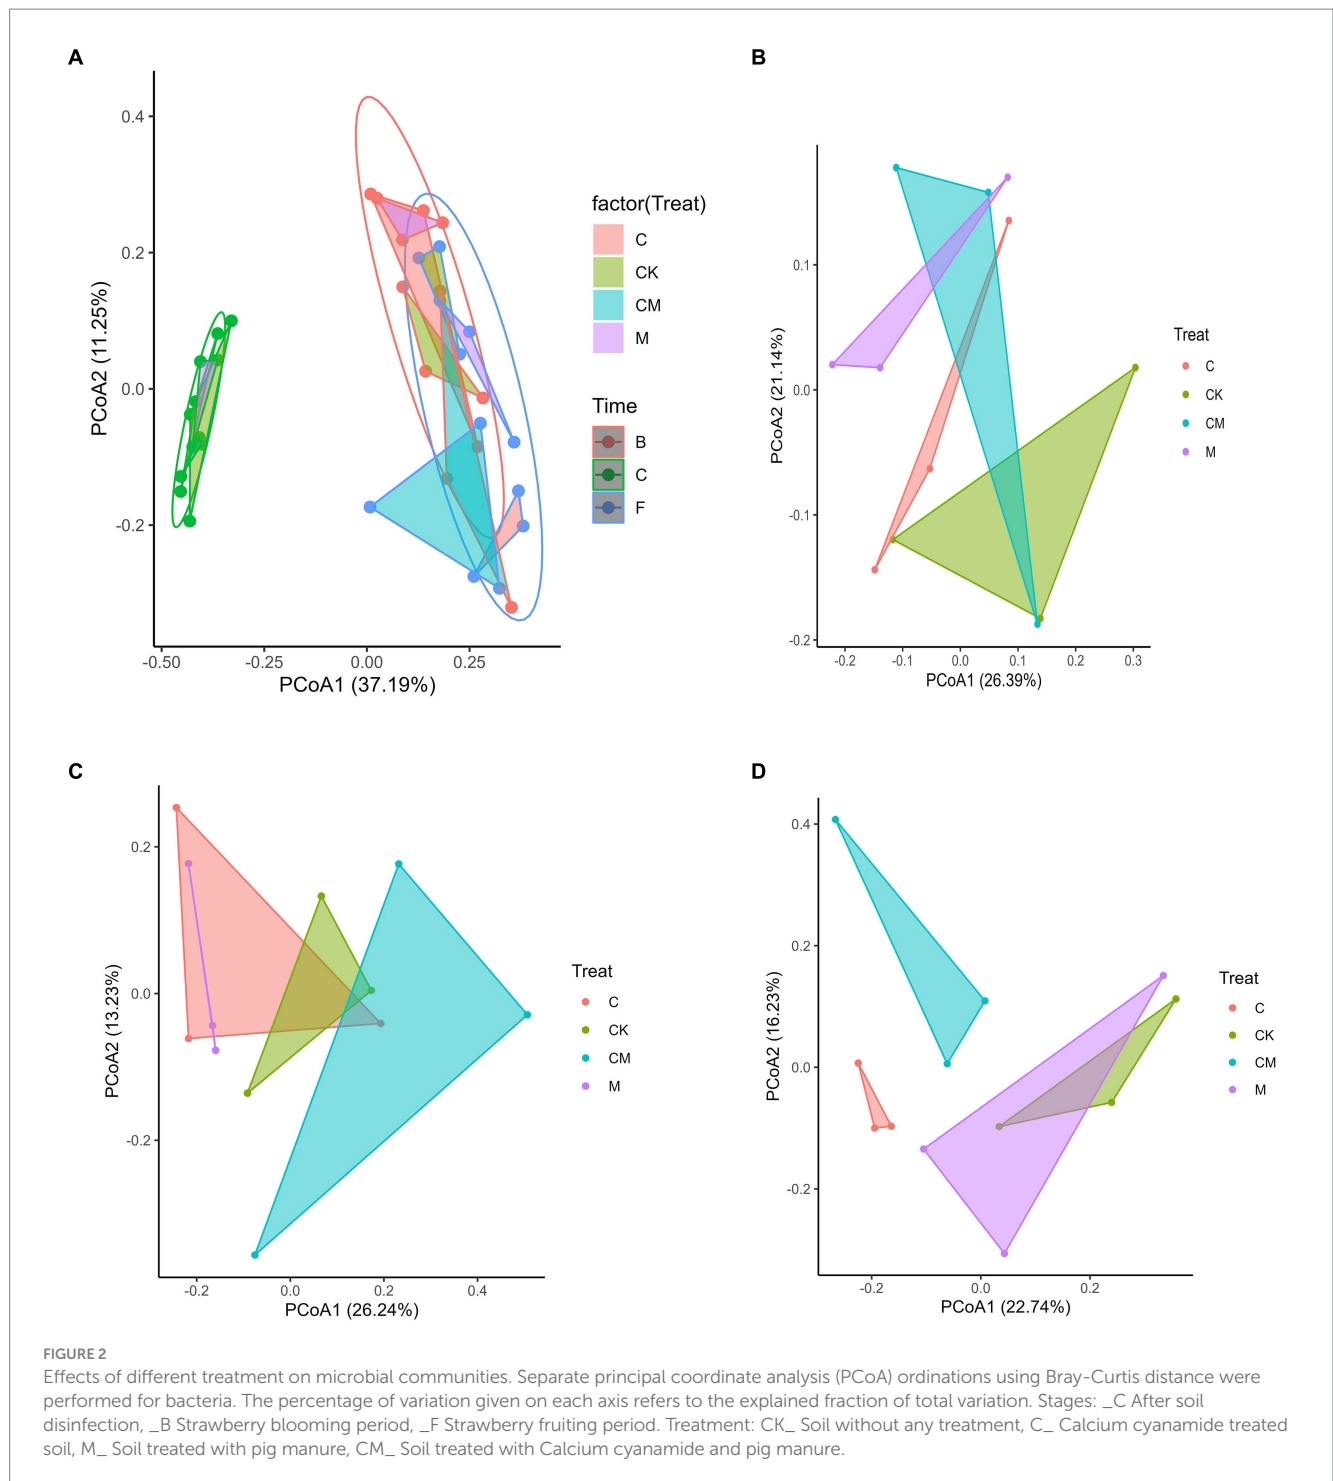 A
0.4
0.2
0.0
-0.2
PCoA2 (11.25%)
-0.50
-0.25
0.00
0.25
PCoA1 (37.19%)
factor(Treat)
C
CK
CM
M
Time
B
C
F
B
0.1
0.0
-0.1
-0.2
PCoA2 (21.14%)
-0.2
-0.1
0.0
0.1
0.2
0.3
PCoA1 (26.39%)
Treat
C
CK
CM
M
C
0.2
0.0
-0.2
PCoA2 (13.23%)
-0.2
0.0
0.2
0.4
PCoA1 (26.24%)
Treat
C
CK
CM
M
D
0.4
0.2
0.0
-0.2
PCoA2 (16.23%)
-0.2
0.0
0.2
PCoA1 (22.74%)
Treat
C
CK
CM
M
FIGURE 2
Effects of different treatment on microbial communities. Separate principal coordinate analysis (PCoA) ordinations using Bray-Curtis distance were
performed for bacteria. The percentage of variation given on each axis refers to the explained fraction of total variation. Stages: _C After soil
disinfection, _B Strawberry blooming period, _F Strawberry fruiting period. Treatment: CK_ Soil without any treatment, C_ Calcium cyanamide treated
soil, M_ Soil treated with pig manure, CM_ Soil treated with Calcium cyanamide and pig manure.